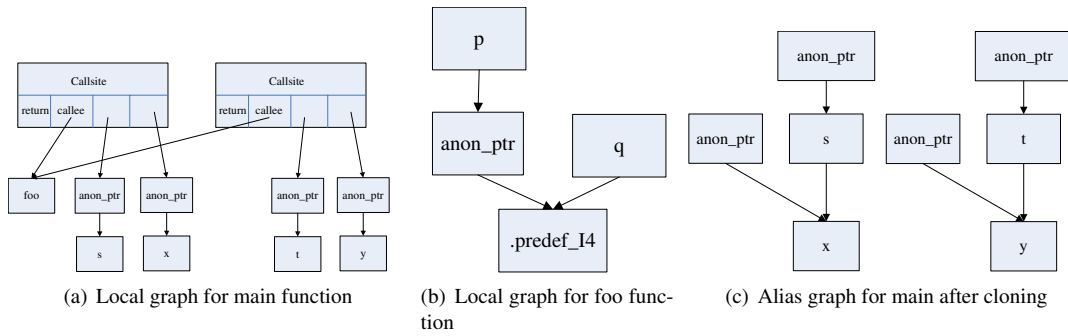 Callsite
return callee
Callsite
return callee
foo
anon_ptr
anon_ptr
anon_ptr
anon_ptr
s
x
t
y
(a) Local graph for main function
p
anon_ptr
q
.predef_I4
(b) Local graph for foo func-
tion
anon_ptr
anon_ptr
anon_ptr
s
anon_ptr
t
x
y
(c) Alias graph for main after cloning